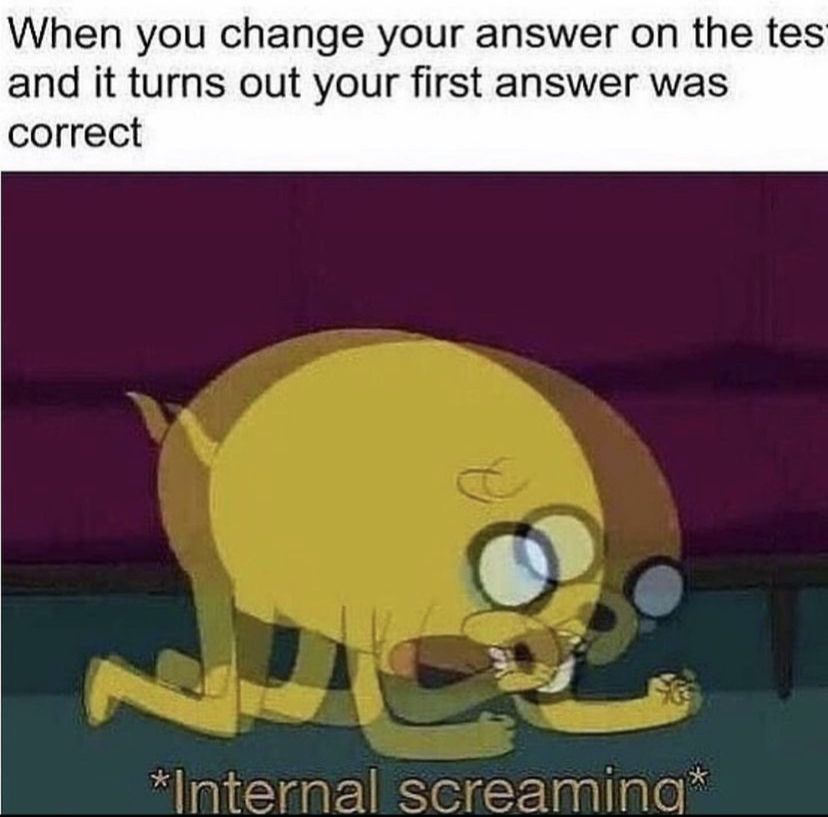 When you change your answer on the tes
and it turns out your first answer was
correct
*Internal screaming*